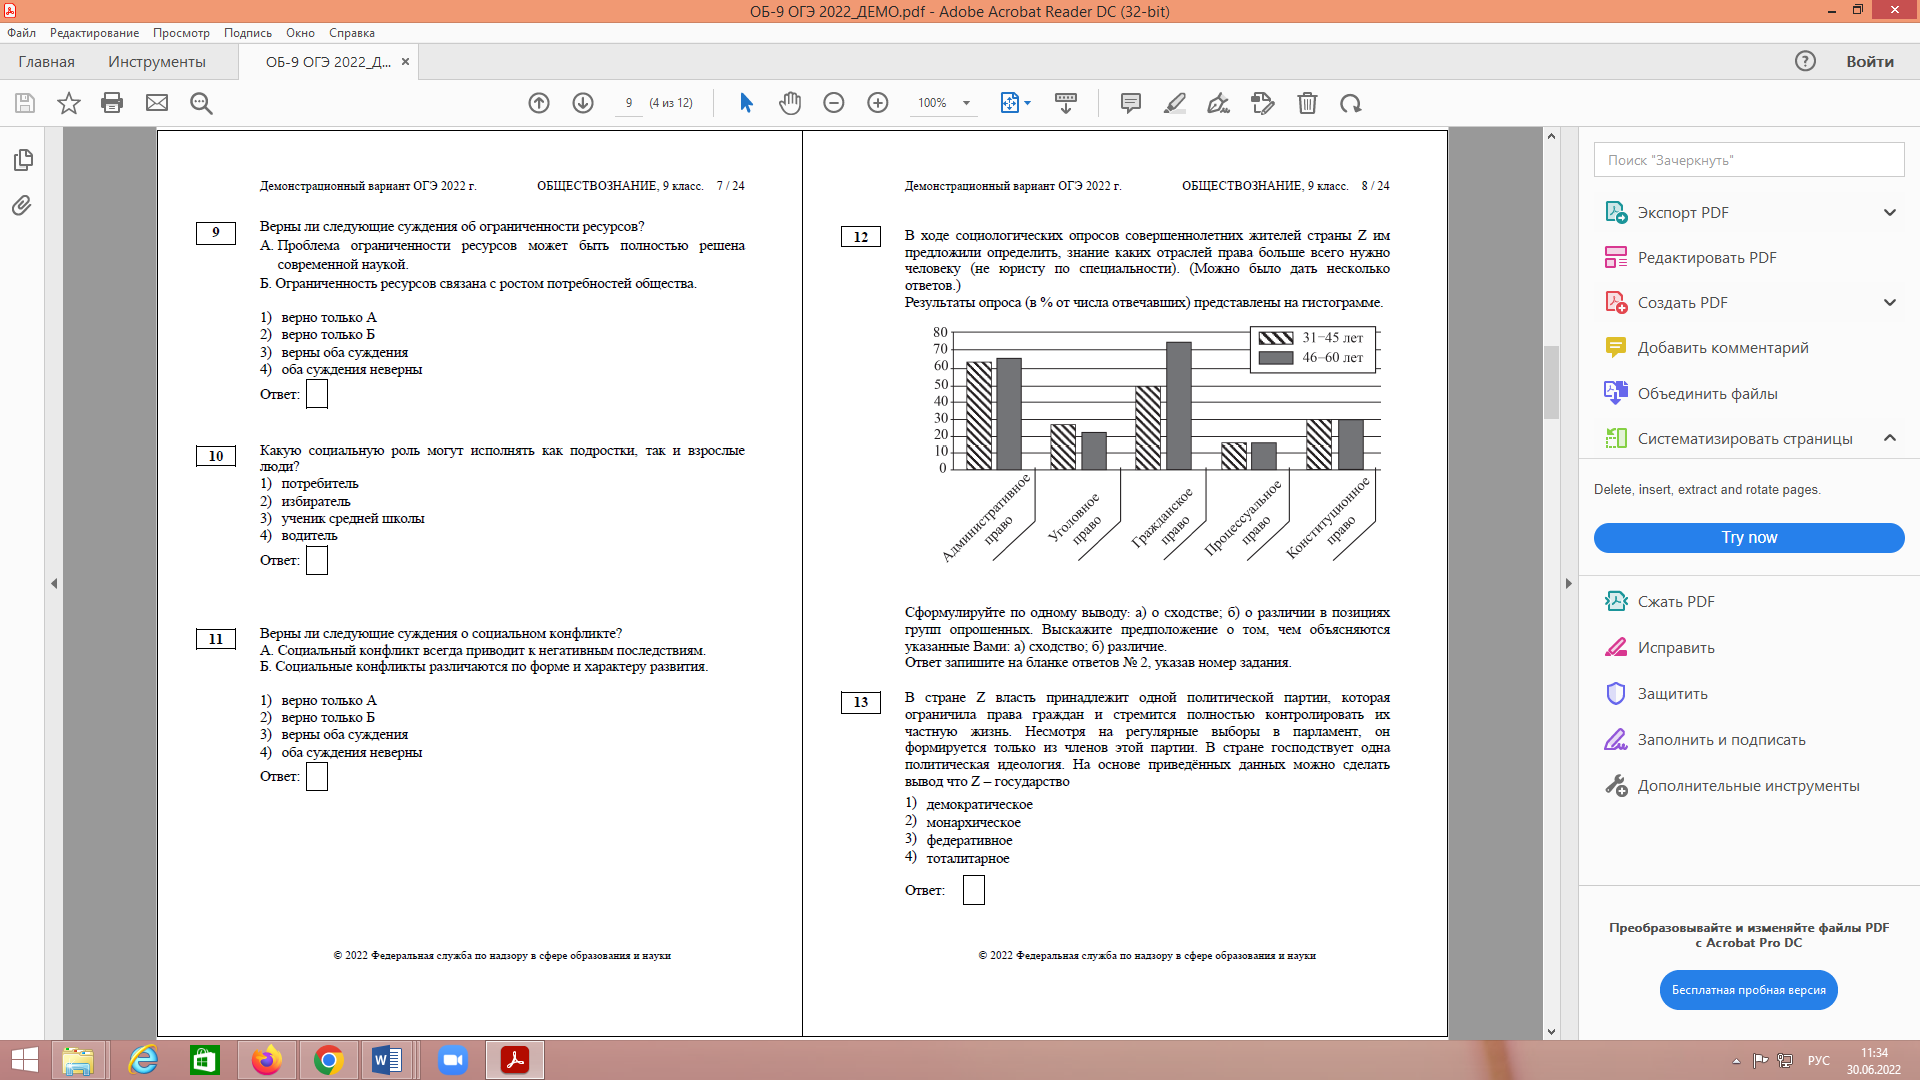 ОБ-9 ОГЭ 2022_ДЕМО.pdf - Adobe Acrobat Reader DC (32-bit)
Файл Редактирование Просмотр Подпись Окно Справка
Главная Инструменты ОБ-9 ОГЭ 2022_Д... × Войти
9 (4 из 12) 100%
Демонстрационный вариант ОГЭ 2022 г. ОБЩЕСТВОЗНАНИЕ, 9 класс. 7 / 24
9
Верны ли следующие суждения об ограниченности ресурсов?
А. Проблема ограниченности ресурсов может быть полностью решена
современной наукой.
Б. Ограниченность ресурсов связана с ростом потребностей общества.
1) верно только А
2) верно только Б
3) верны оба суждения
4) оба суждения неверны
Ответ:
10
Какую социальную роль могут исполнять как подростки, так и взрослые
люди?
1) потребитель
2) избиратель
3) ученик средней школы
4) водитель
Ответ:
11
Верны ли следующие суждения о социальном конфликте?
А. Социальный конфликт всегда приводит к негативным последствиям.
Б. Социальные конфликты различаются по форме и характеру развития.
1) верно только А
2) верно только Б
3) верны оба суждения
4) оба суждения неверны
Ответ:
© 2022 Федеральная служба по надзору в сфере образования и науки
Демонстрационный вариант ОГЭ 2022 г. ОБЩЕСТВОЗНАНИЕ, 9 класс. 8 / 24
12
В ходе социологических опросов совершеннолетних жителей страны Z им
предложили определить, знание каких отраслей права больше всего нужно
человеку (не юристу по специальности). (Можно было дать несколько
ответов.)
Результаты опроса (в % от числа отвечавших) представлены на гистограмме.
80
70
60
50
40
30
20
10
0
31–45 лет
46–60 лет
Административное
право
Уголовное
право
Гражданское
право
Процессуальное
право
Конституционное
право
Сформулируйте по одному выводу: а) о сходстве; б) о различии в позициях
групп опрошенных. Выскажите предположение о том, чем объясняются
указанные Вами: а) сходство; б) различие.
Ответ запишите на бланке ответов № 2, указав номер задания.
13
В стране Z власть принадлежит одной политической партии, которая
ограничила права граждан и стремится полностью контролировать их
частную жизнь. Несмотря на регулярные выборы в парламент, он
формируется только из членов этой партии. В стране господствует одна
политическая идеология. На основе приведённых данных можно сделать
вывод что Z – государство
1) демократическое
2) монархическое
3) федеративное
4) тоталитарное
Ответ:
© 2022 Федеральная служба по надзору в сфере образования и науки
Поиск "Зачеркнуть"
Экспорт PDF
Редактировать PDF
Создать PDF
Добавить комментарий
Объединить файлы
Систематизировать страницы
Delete, insert, extract and rotate pages.
Try now
Сжать PDF
Исправить
Защитить
Заполнить и подписать
Дополнительные инструменты
Преобразовывайте и изменяйте файлы PDF
с Acrobat Pro DC
Бесплатная пробная версия
РУС
11:34
30.06.2022